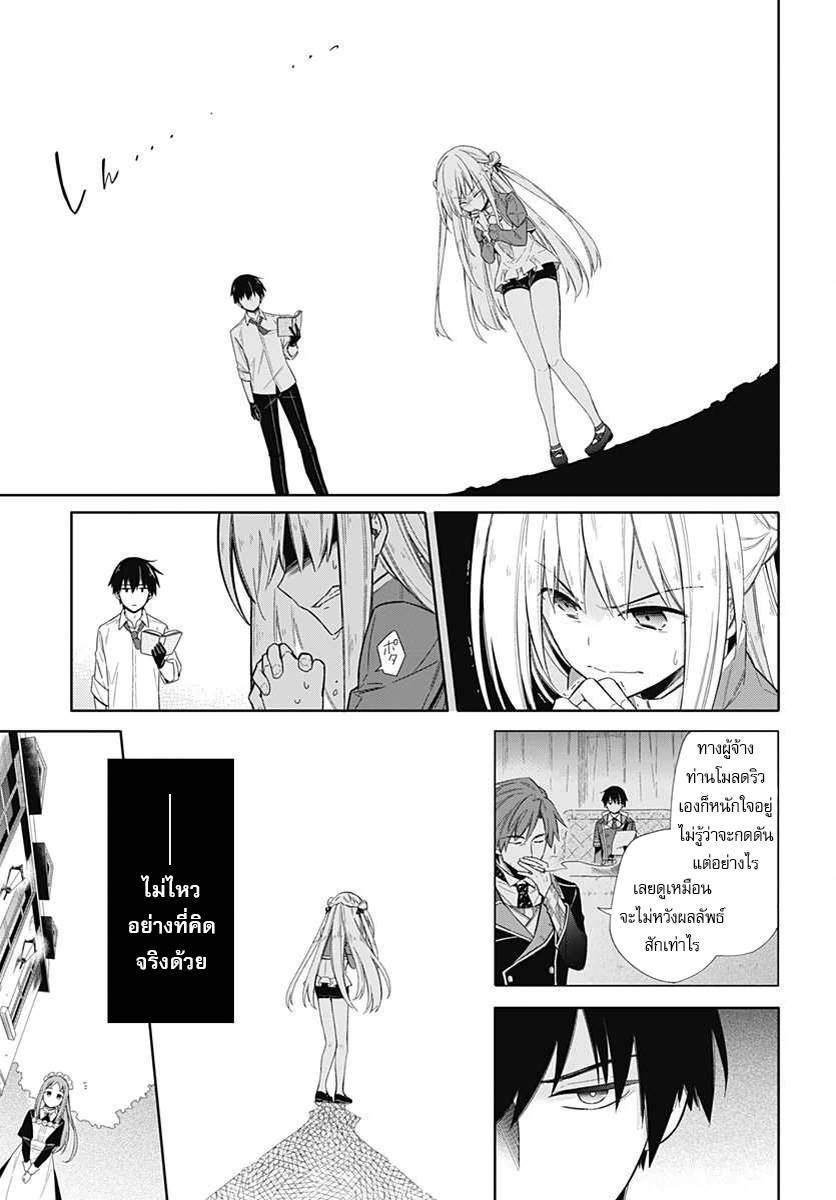 しん・・・・
ポタ
ทางผู้จ้าง
ท่านโมลดริว
เองก็หนักใจอยู่
ไม่รู้ว่าจะกดดัน
แต่อย่างไร
เลยดูเหมือน
จะไม่หวังผลลัพธ์
สักเท่าไร
ไม่ไหว
อย่างที่คิด
จริงด้วย